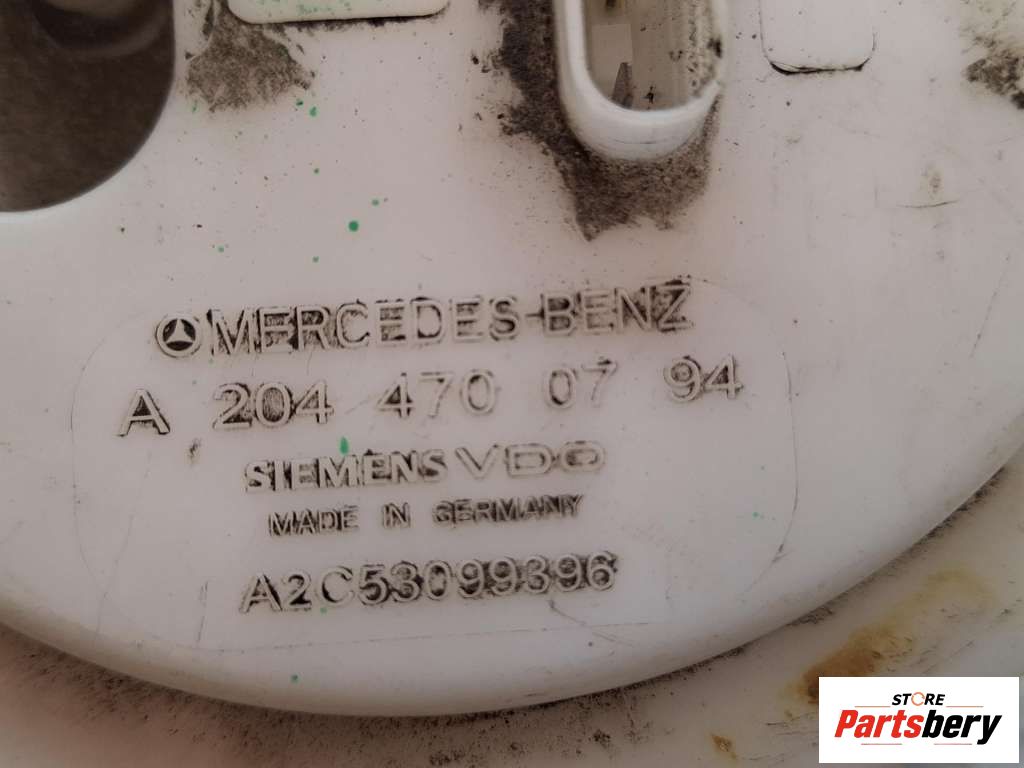 MERCEDES-BENZ
A 204 470 07 94
SIEMENS VDO
MADE IN GERMANY
A2C53099396
STORE
Partsbery